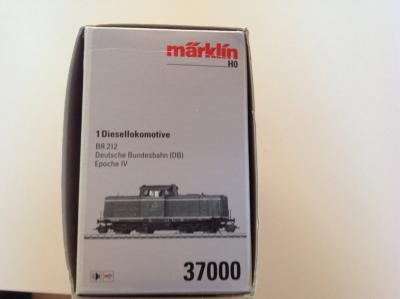 märklin
H0
1 Diesellokomotive
BR 212
Deutsche Bundesbahn (DB)
Epoche IV
37000